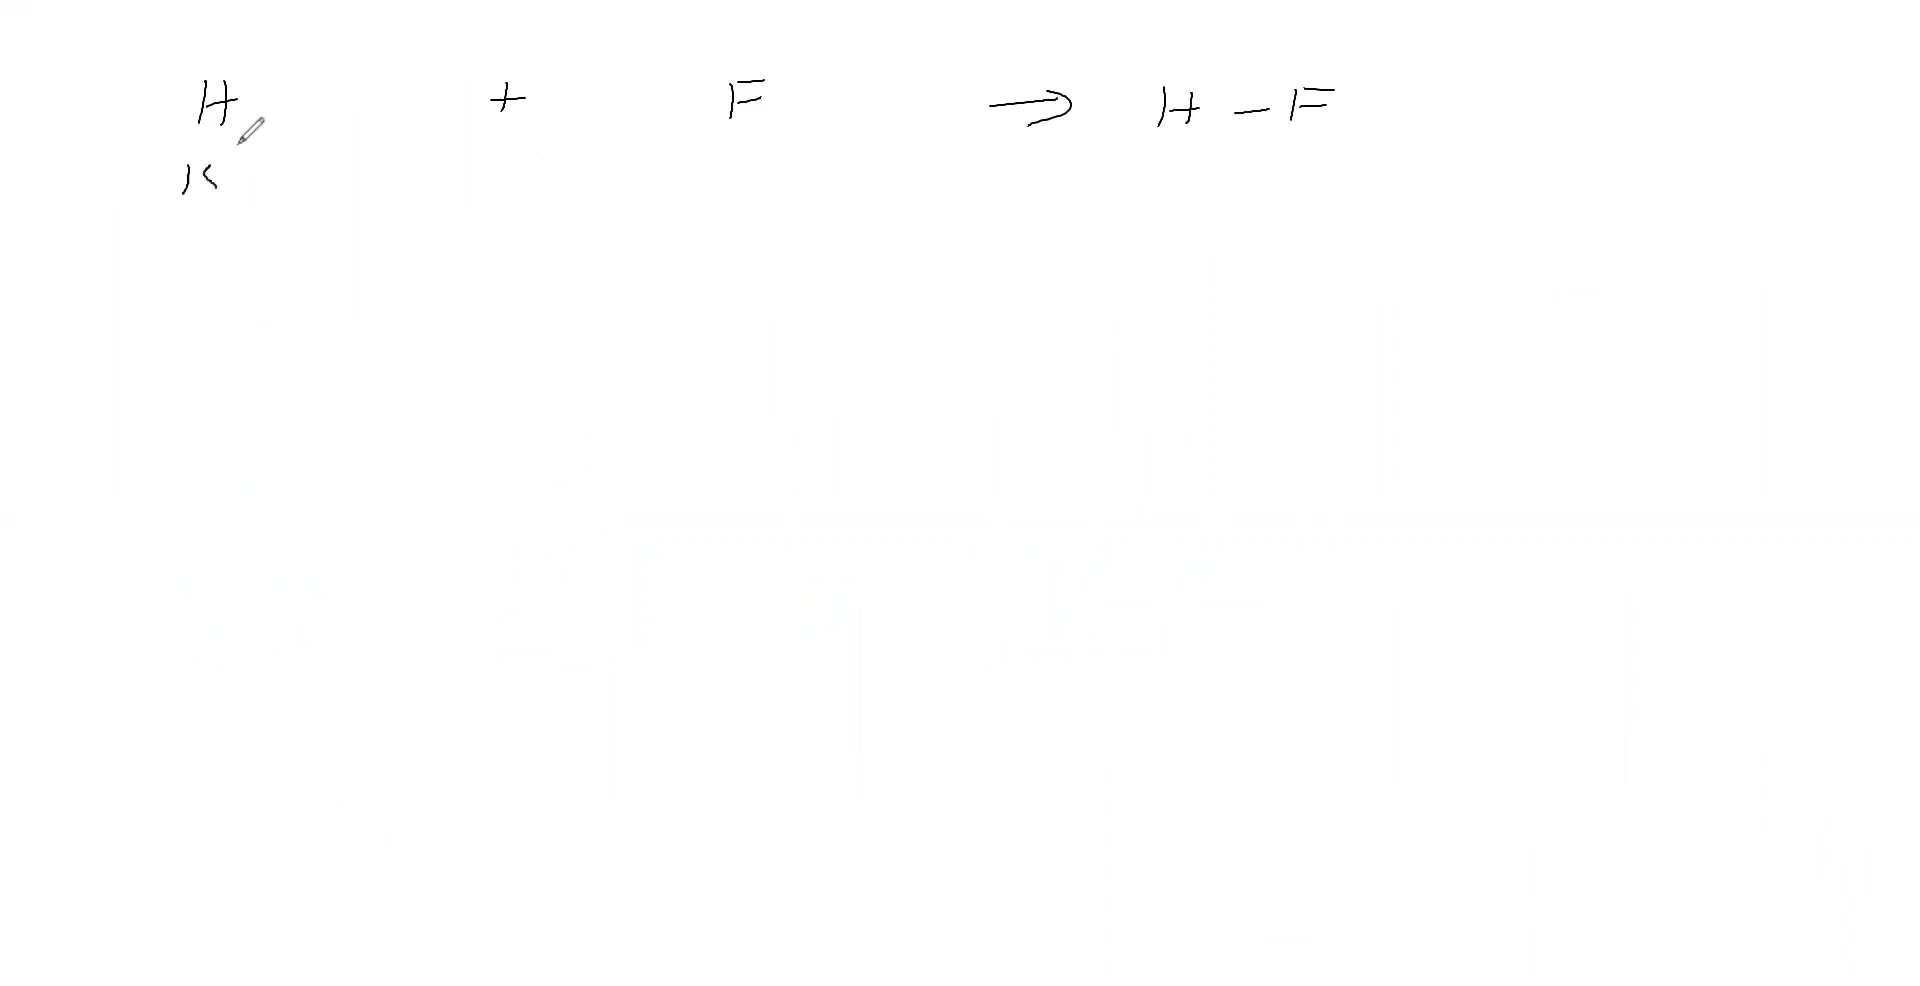 H + F → H – F
1s